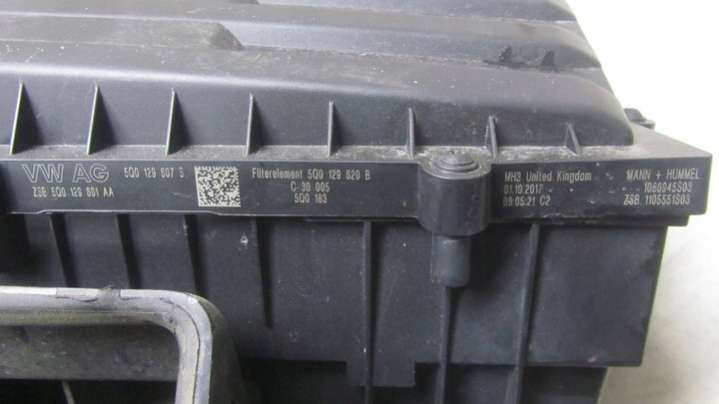 VW AG 5Q0 129 607 S
ZSB 5Q0 129 601 AA
Filterelement 5Q0 129 620 B
C 30 005
5Q0 183
MH3 United Kingdom
01.10.2017
09:05:21 C2
MANN + HUMMEL
1060945S03
ZSB 1105551S03